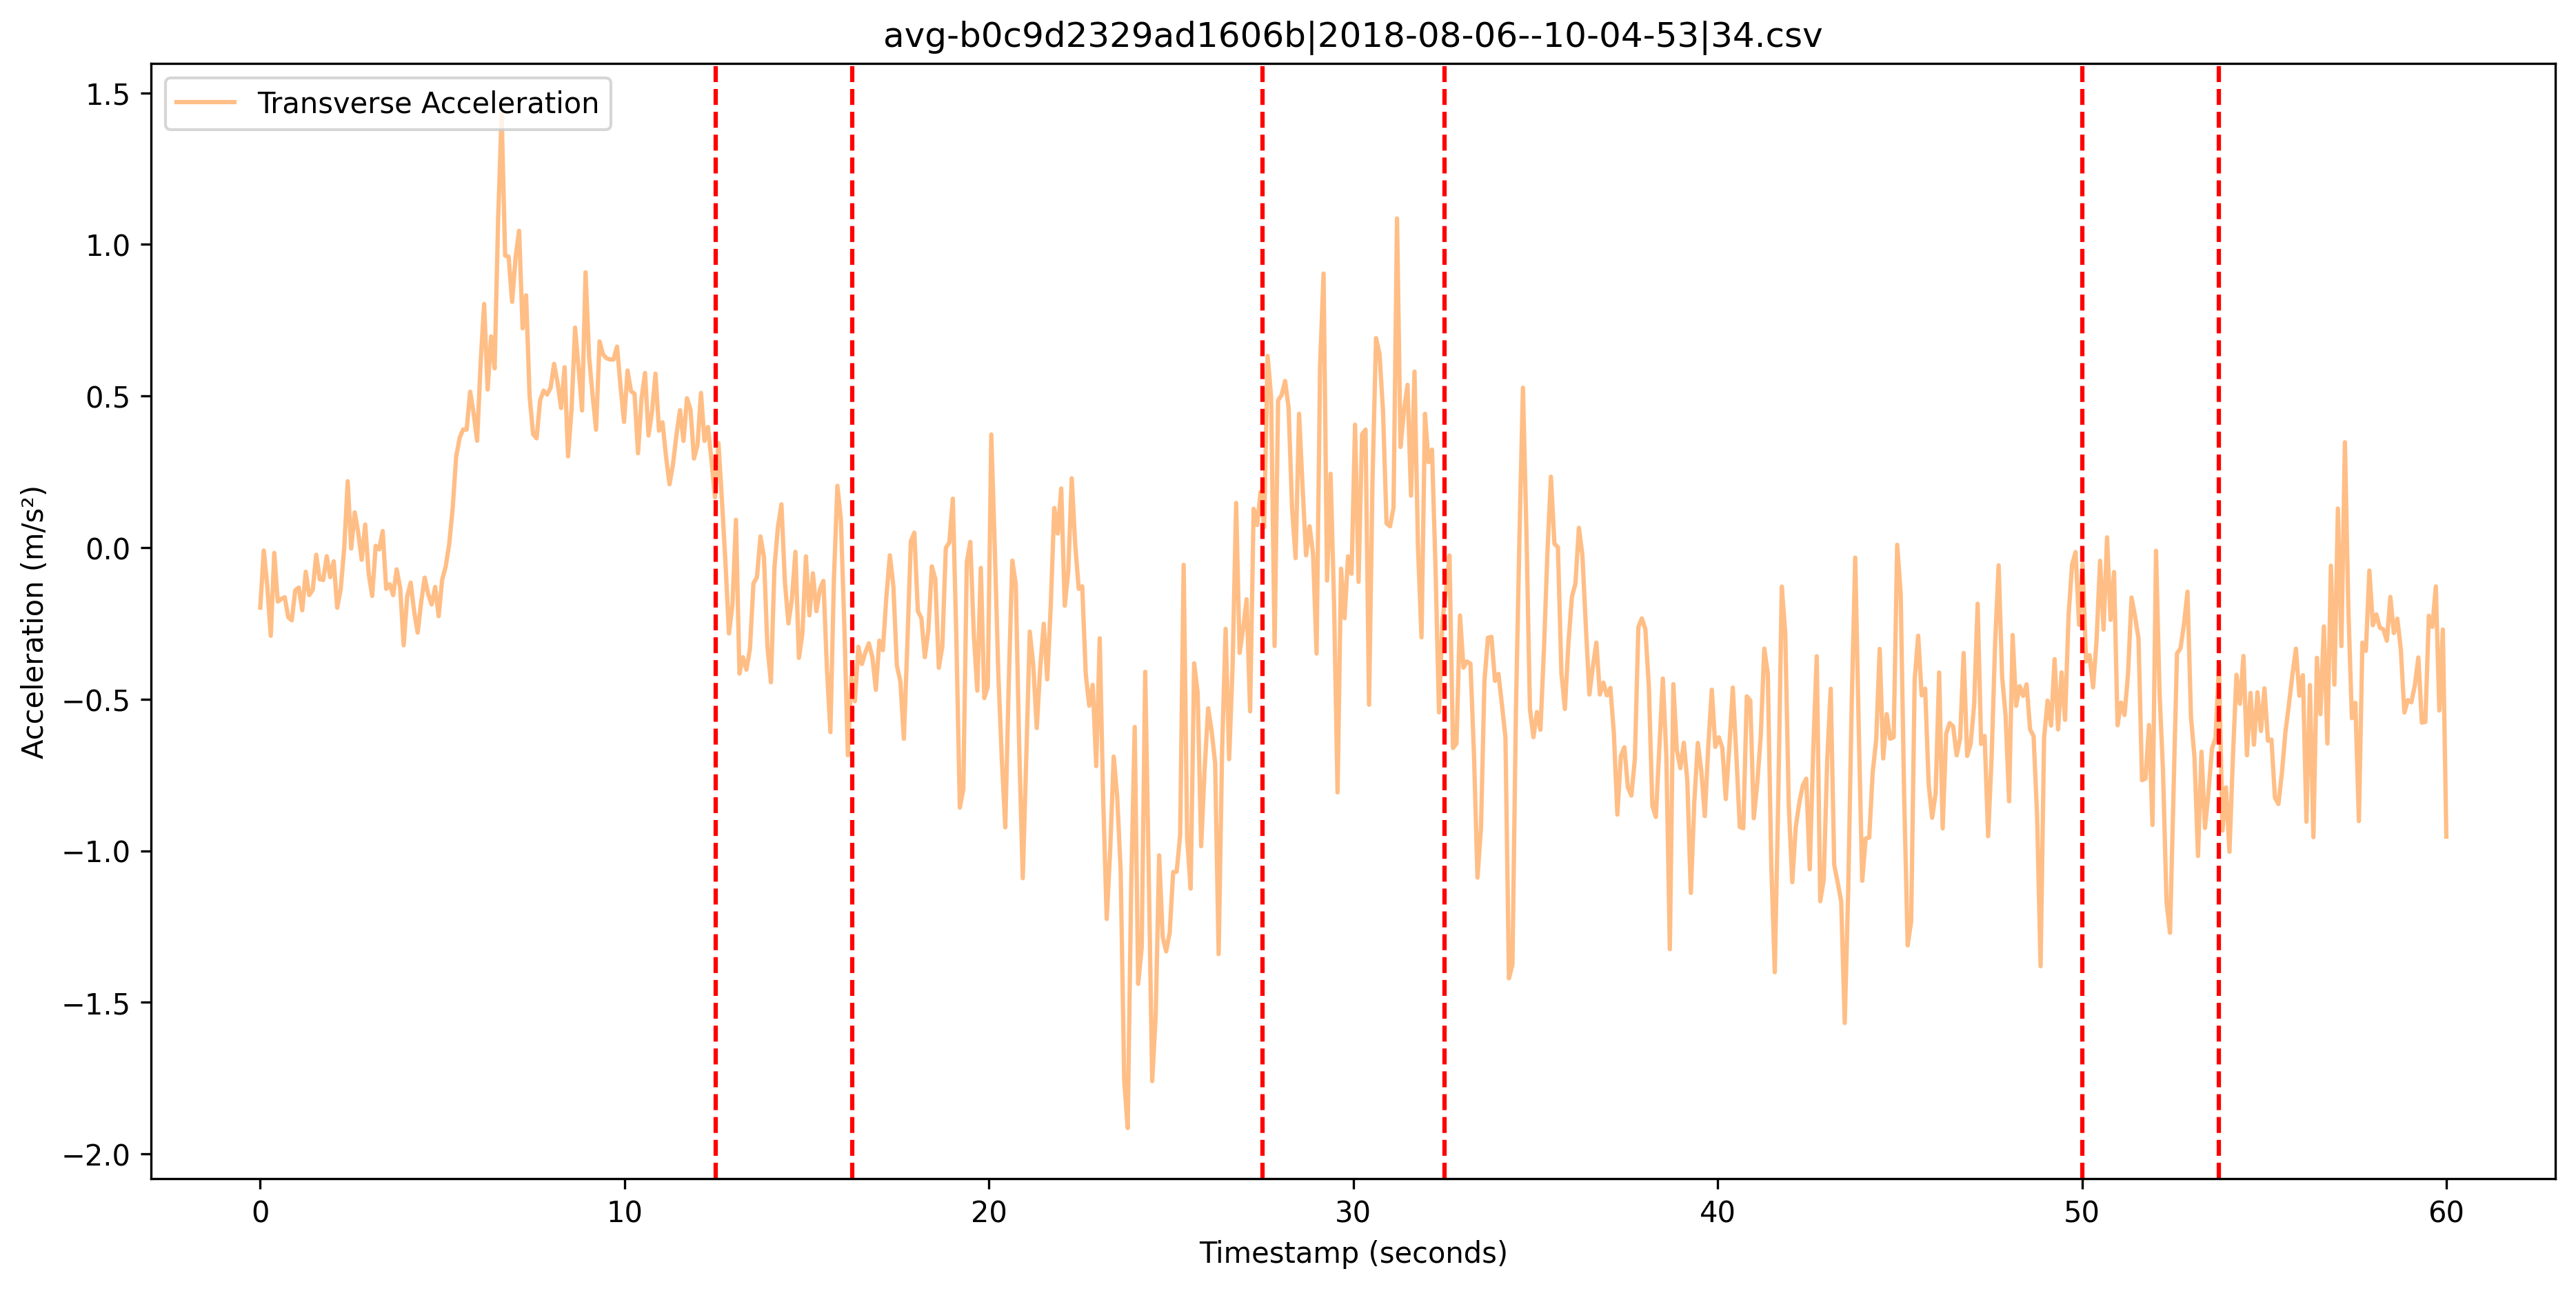 avg-b0c9d2329ad1606b|2018-08-06--10-04-53|34.csv
Transverse Acceleration
Acceleration (m/s²)
1.5
1.0
0.5
0.0
−0.5
−1.0
−1.5
−2.0
0 10 20 30 40 50 60
Timestamp (seconds)